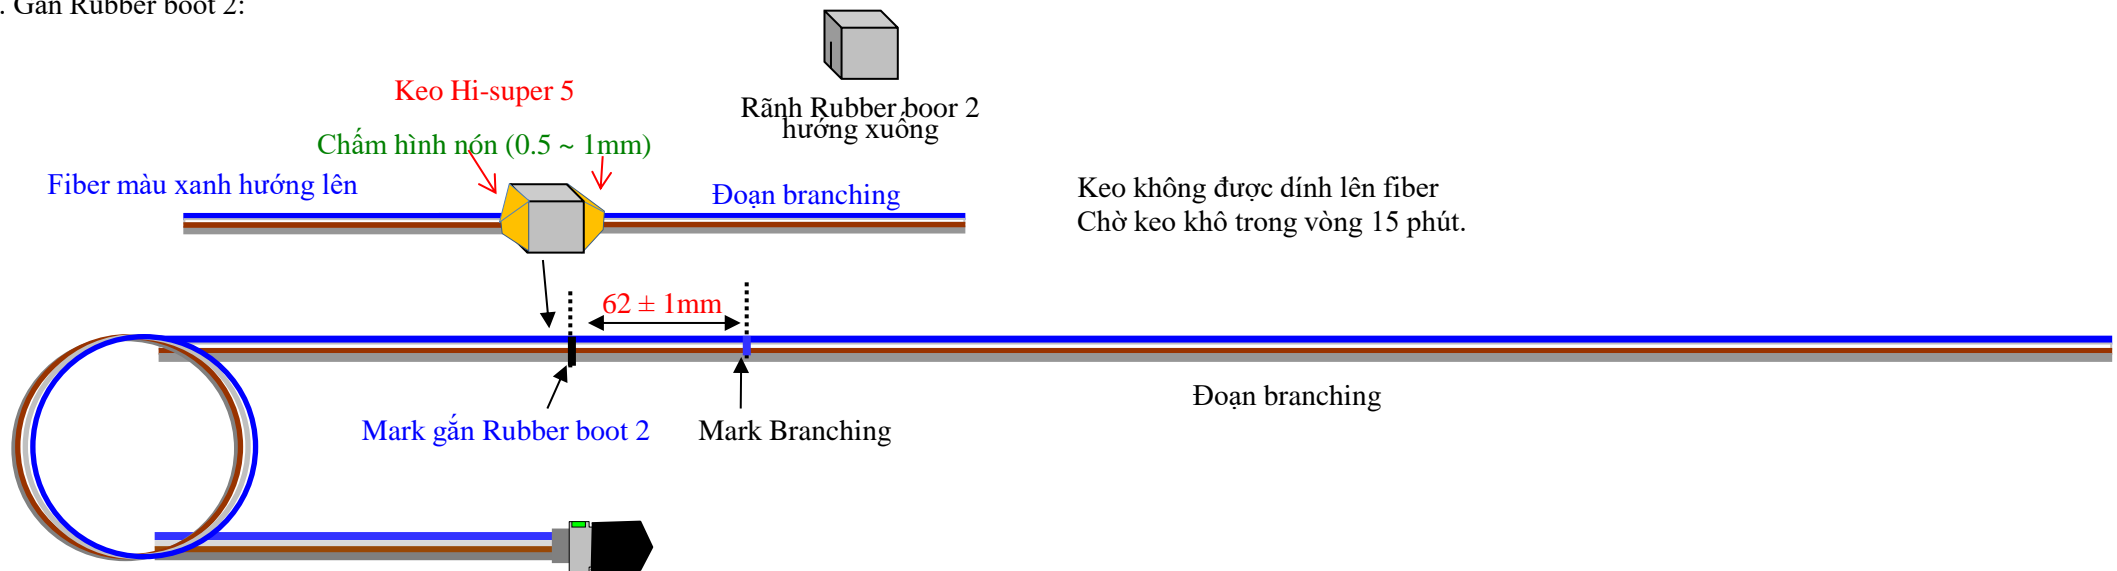 . Gắn Rubber boot 2:
Keo Hi-super 5
Rãnh Rubber boor 2
hướng xuống
Chấm hình nón (0.5 ~ 1mm)
Fiber màu xanh hướng lên
Đoạn branching
Keo không được dính lên fiber
Chờ keo khô trong vòng 15 phút.
62 ± 1mm
Đoạn branching
Mark gắn Rubber boot 2
Mark Branching